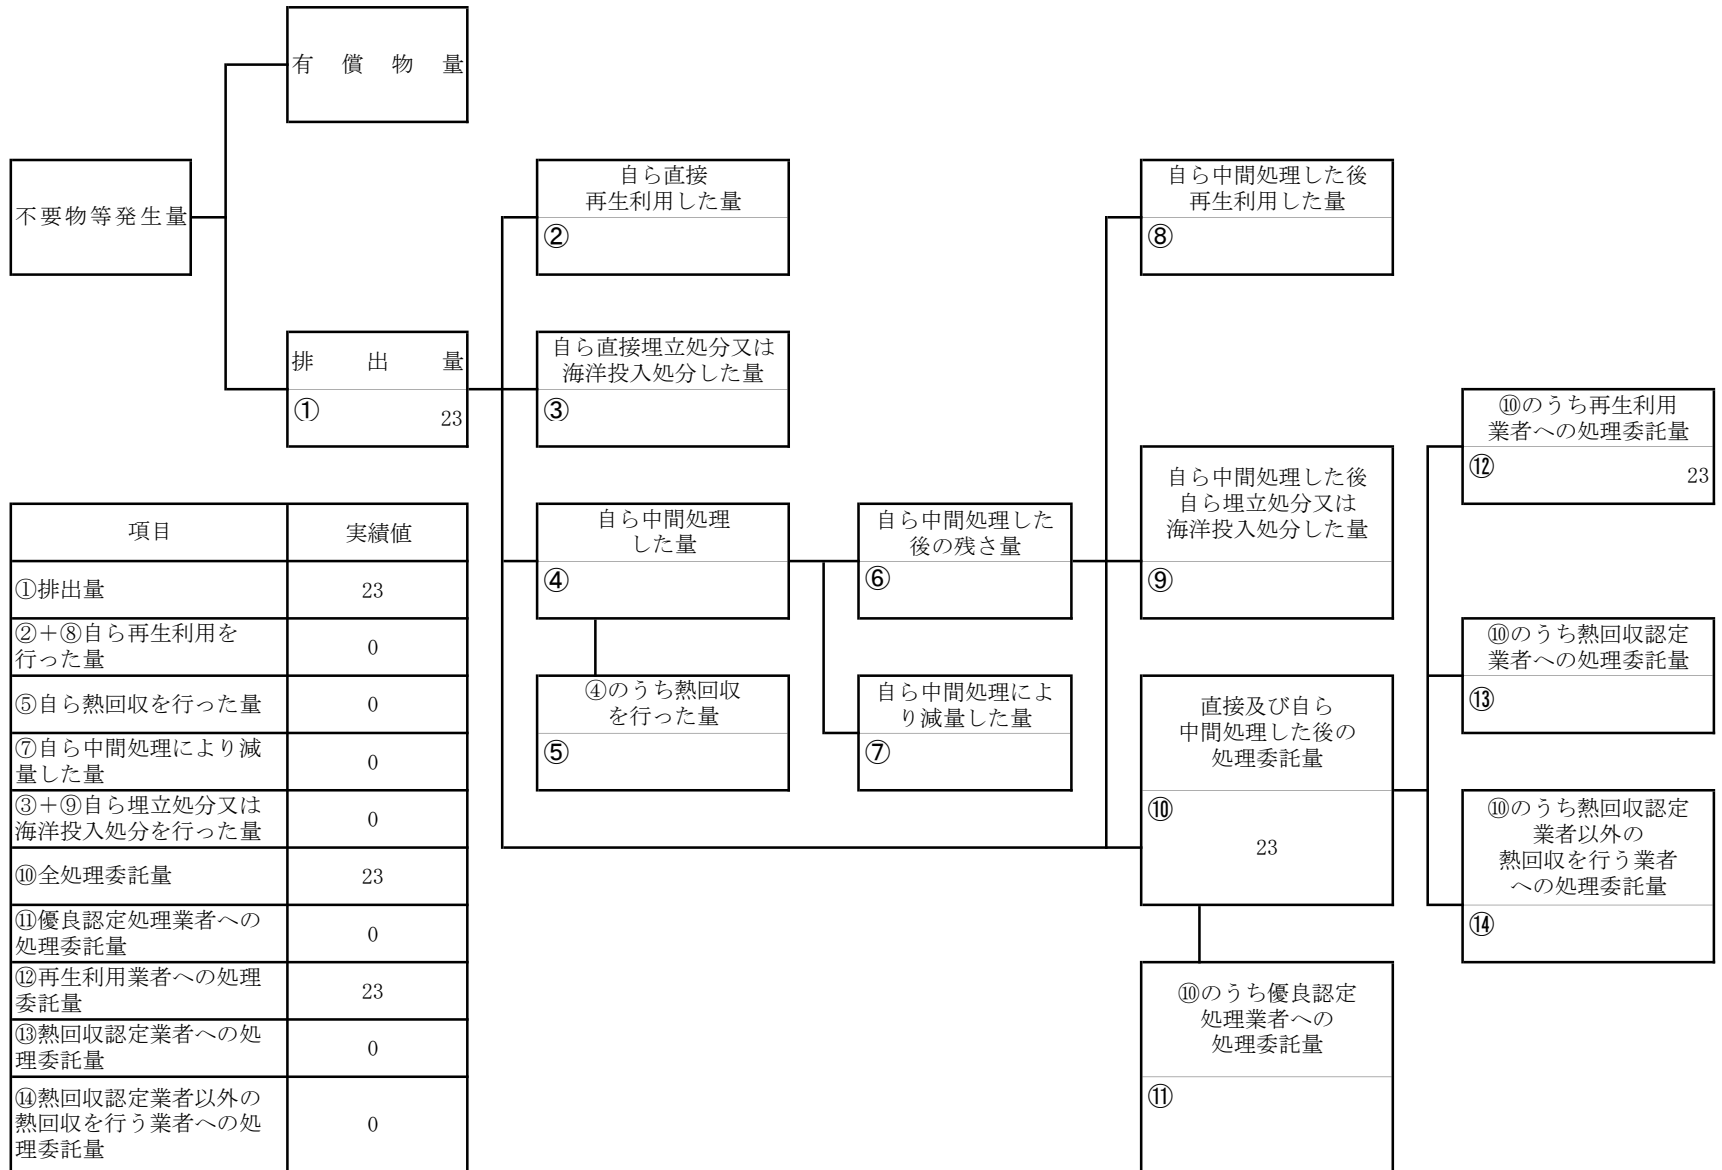 有償物量
不要物等発生量
自ら直接
再生利用した量
②
自ら中間処理した後
再生利用した量
⑧
排出量
①
23
自ら直接埋立処分又は
海洋投入処分した量
③
⑩のうち再生利用
業者への処理委託量
⑫
23
自ら中間処理
した量
④
自ら中間処理した
後の残さ量
⑥
自ら中間処理した後
自ら埋立処分又は
海洋投入処分した量
⑨
⑩のうち熱回収認定
業者への処理委託量
⑬
④のうち熱回収
を行った量
⑤
自ら中間処理によ
り減量した量
⑦
直接及び自ら
中間処理した後の
処理委託量
⑩
23
⑩のうち熱回収認定
業者以外の
熱回収を行う業者
への処理委託量
⑭
⑩のうち優良認定
処理業者への
処理委託量
⑪
項目
実績値
①排出量
23
②+⑧自ら再生利用を
行った量
0
⑤自ら熱回収を行った量
0
⑦自ら中間処理により減
量した量
0
③+⑨自ら埋立処分又は
海洋投入処分を行った量
0
⑩全処理委託量
23
⑪優良認定処理業者への
処理委託量
0
⑫再生利用業者への処理
委託量
23
⑬熱回収認定業者への処
理委託量
0
⑭熱回収認定業者以外の
熱回収を行う業者への処
理委託量
0